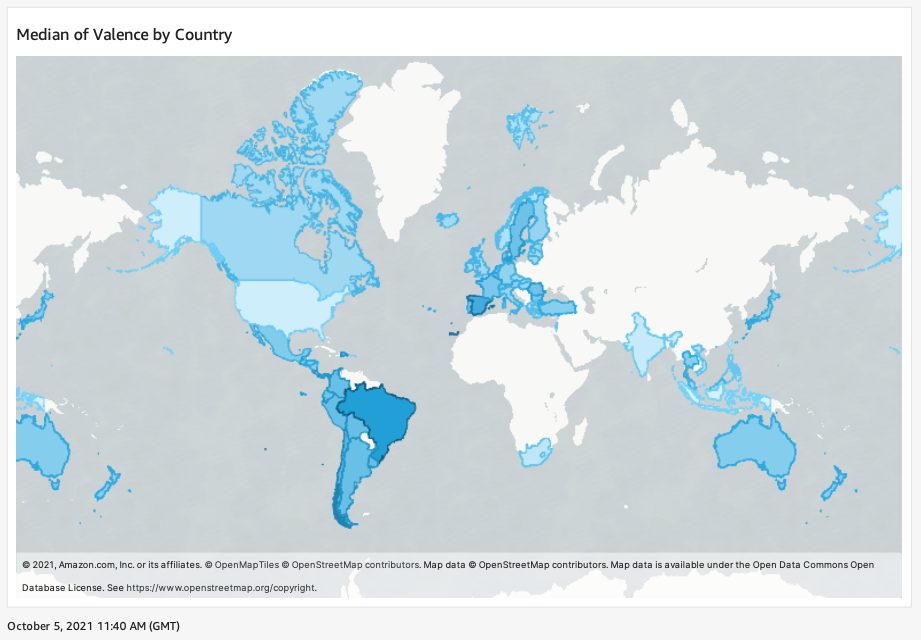 Median of Valence by Country
© 2021, Amazon.com, Inc. or its affiliates. © OpenMapTiles © OpenStreetMap contributors. Map data © OpenStreetMap contributors. Map data is available under the Open Data Commons Open
Database License. See https://www.openstreetmap.org/copyright.
October 5, 2021 11:40 AM (GMT)